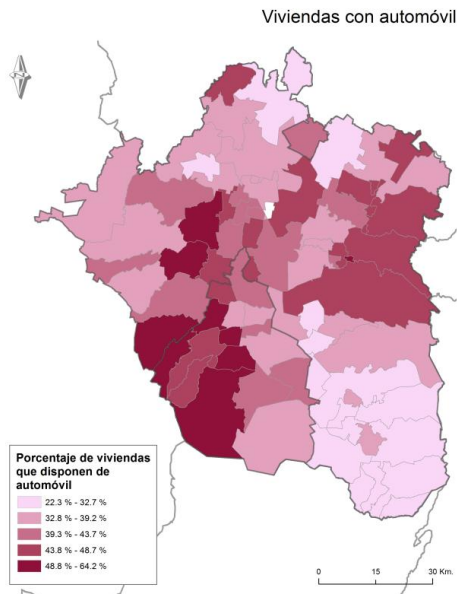 Viviendas con automóvil
Porcentaje de viviendas
que disponen de
automóvil
22.3 % - 32.7 %
32.8 % - 39.2 %
39.3 % - 43.7 %
43.8 % - 48.7 %
48.8 % - 64.2 %
0 15 30 Km.